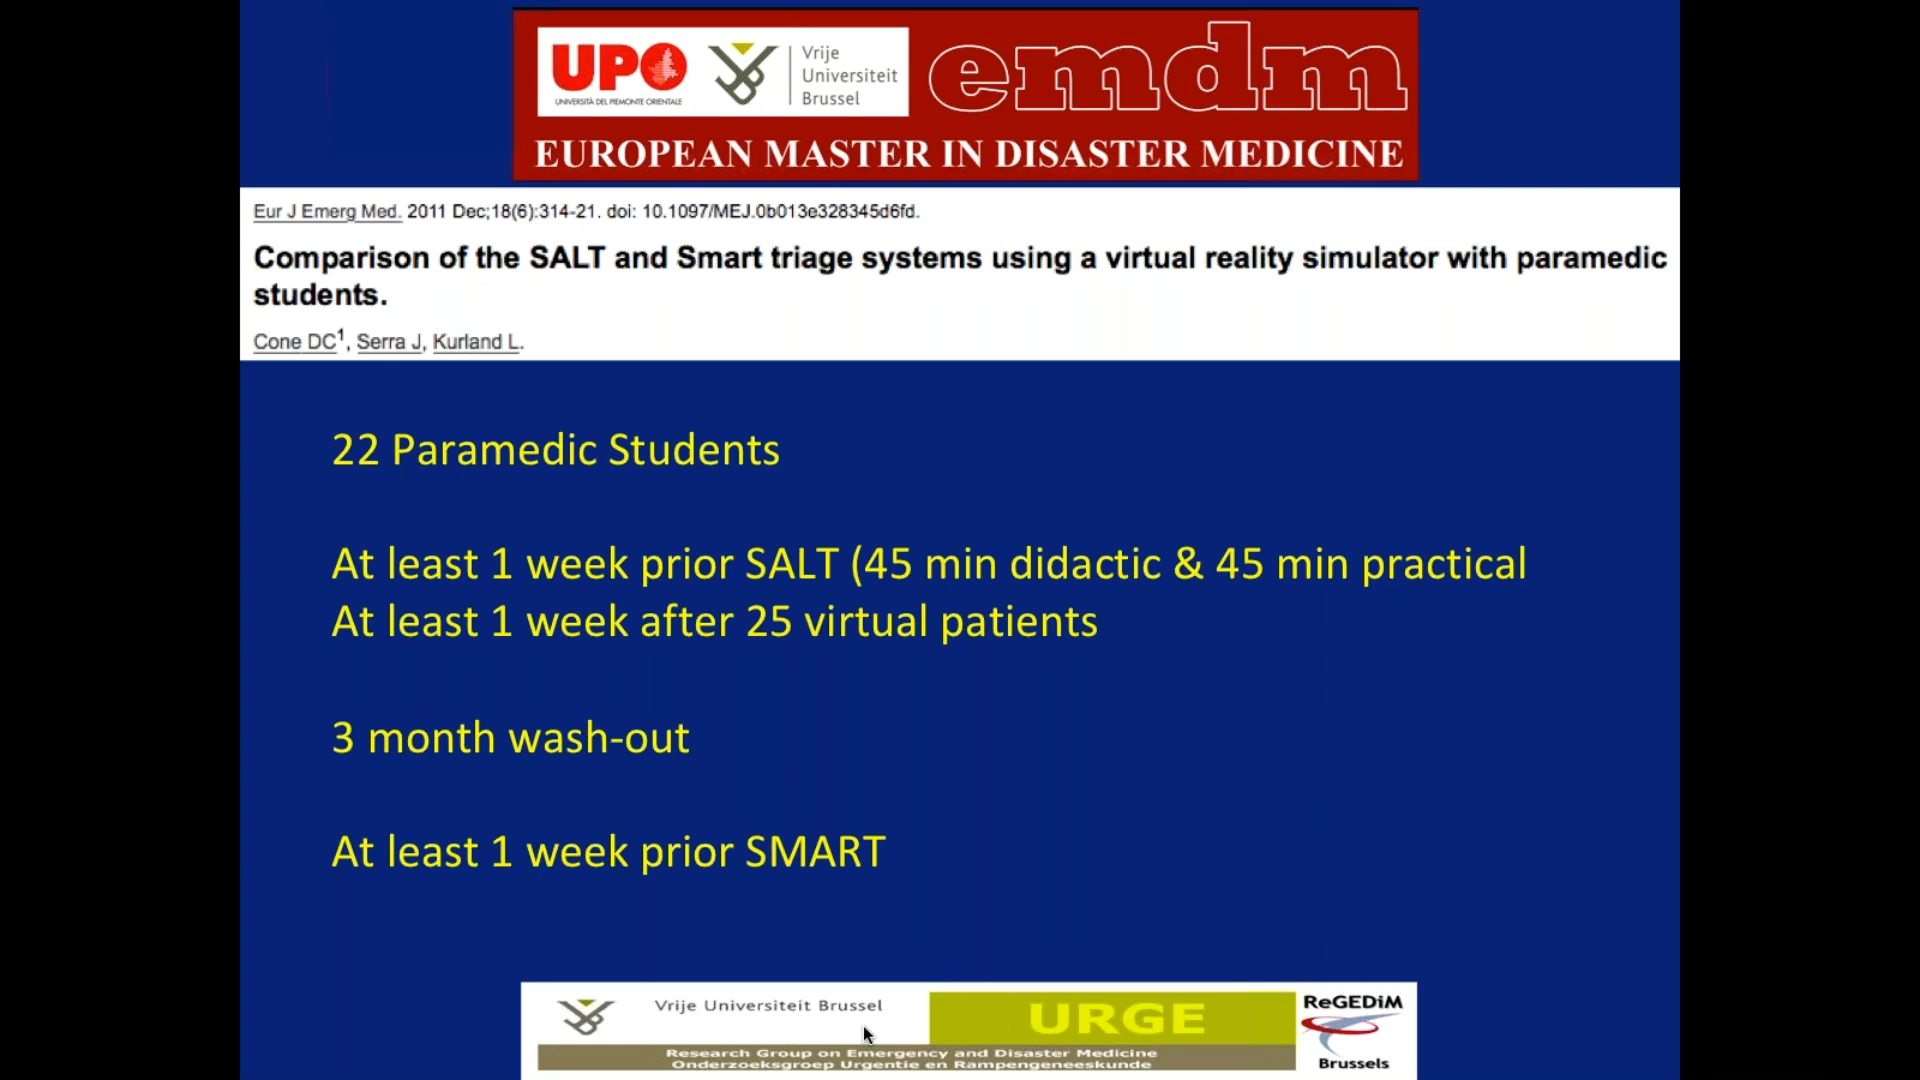 UPO
UNIVERSITÀ DEL PIEMONTE ORIENTALE
Vrije
Universiteit
Brussel
emdm
EUROPEAN MASTER IN DISASTER MEDICINE
Eur J Emerg Med. 2011 Dec;18(6):314-21. doi: 10.1097/MEJ.0b013e328345d6fd.
Comparison of the SALT and Smart triage systems using a virtual reality simulator with paramedic
students.
Cone DC1, Serra J, Kurland L.
22 Paramedic Students
At least 1 week prior SALT (45 min didactic & 45 min practical
At least 1 week after 25 virtual patients
3 month wash-out
At least 1 week prior SMART
Vrije Universiteit Brussel
URGE
Research Group on Emergency and Disaster Medicine
Onderzoeksgroep Urgentie en Rampengeneeskunde
ReGEDiM
Brussels